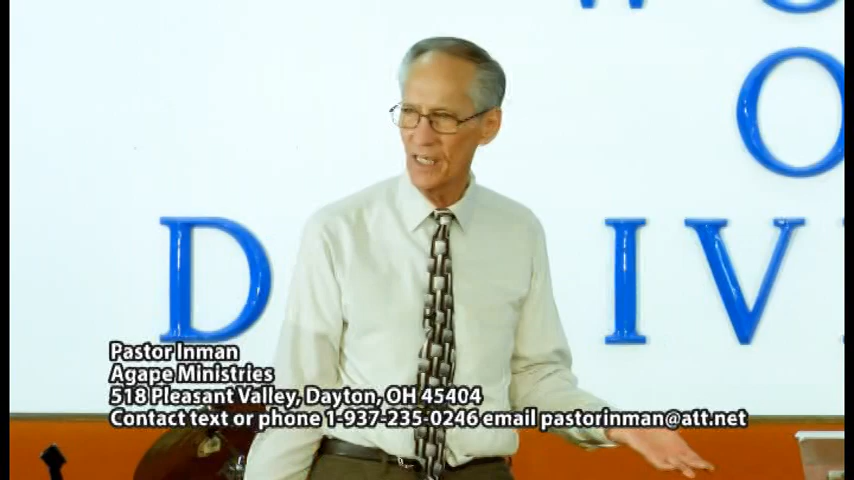 O
D IV
Pastor Inman
Agape Ministries
518 Pleasant Valley, Dayton, OH 45404
Contact text or phone 1-937-235-0246 email pastorinman@att.net